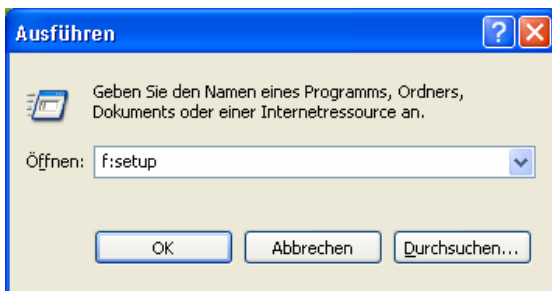 Ausführen
Geben Sie den Namen eines Programms, Ordners,
Dokuments oder einer Internetressource an.
Öffnen: f:setup
OK Abbrechen Durchsuchen...